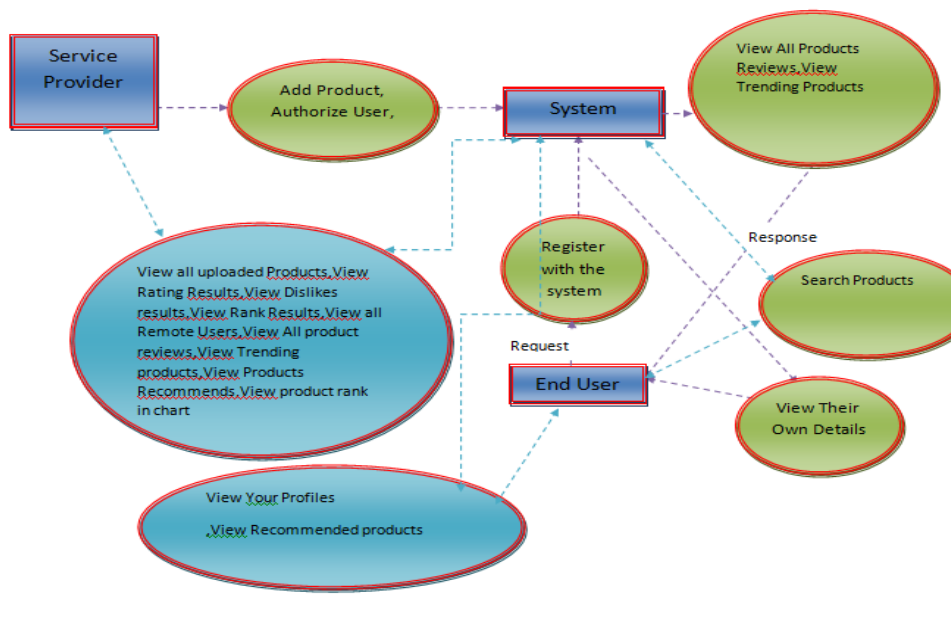 Service
Provider
Add Product,
Authorize User,
System
View All Products
Reviews,View
Trending Products
View all uploaded Products,View
Rating Results,View Dislikes
results,View Rank Results,View all
Remote Users,View All product
reviews,View Trending
products,View Products
Recommends,View product rank
in chart
Register
with the
system
Response
Search Products
Request
End User
View Their
Own Details
View Your Profiles
,View Recommended products